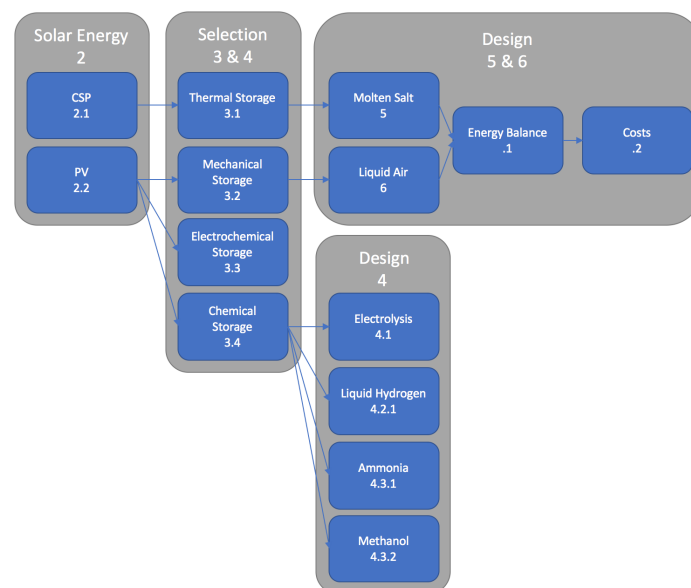 Solar Energy
2
CSP
2.1
PV
2.2
Selection
3 & 4
Thermal Storage
3.1
Mechanical
Storage
3.2
Electrochemical
Storage
3.3
Chemical
Storage
3.4
Design
5 & 6
Molten Salt
5
Liquid Air
6
Energy Balance
.1
Costs
.2
Design
4
Electrolysis
4.1
Liquid Hydrogen
4.2.1
Ammonia
4.3.1
Methanol
4.3.2